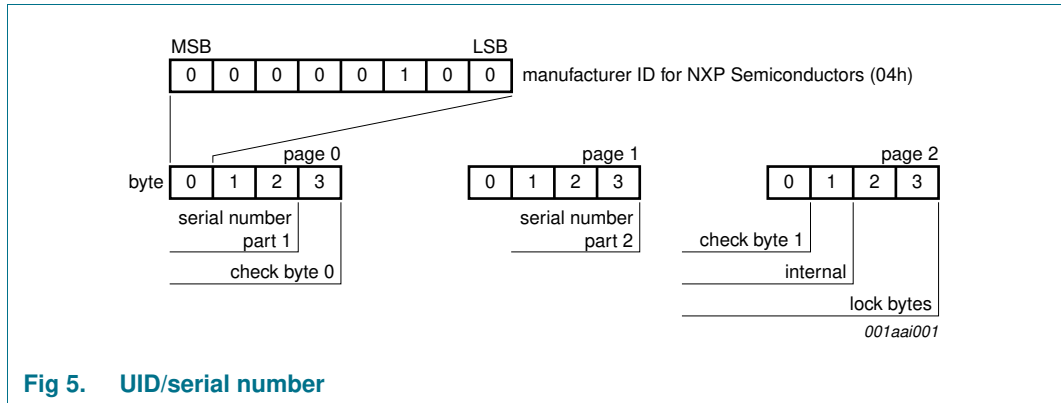 MSB LSB
0 0 0 0 0 1 0 0 manufacturer ID for NXP Semiconductors (04h)
page 0 page 1 page 2
byte 0 1 2 3 0 1 2 3 0 1 2 3
serial number serial number
part 1 part 2 check byte 1
check byte 0 internal
lock bytes
001aai001
Fig 5. UID/serial number